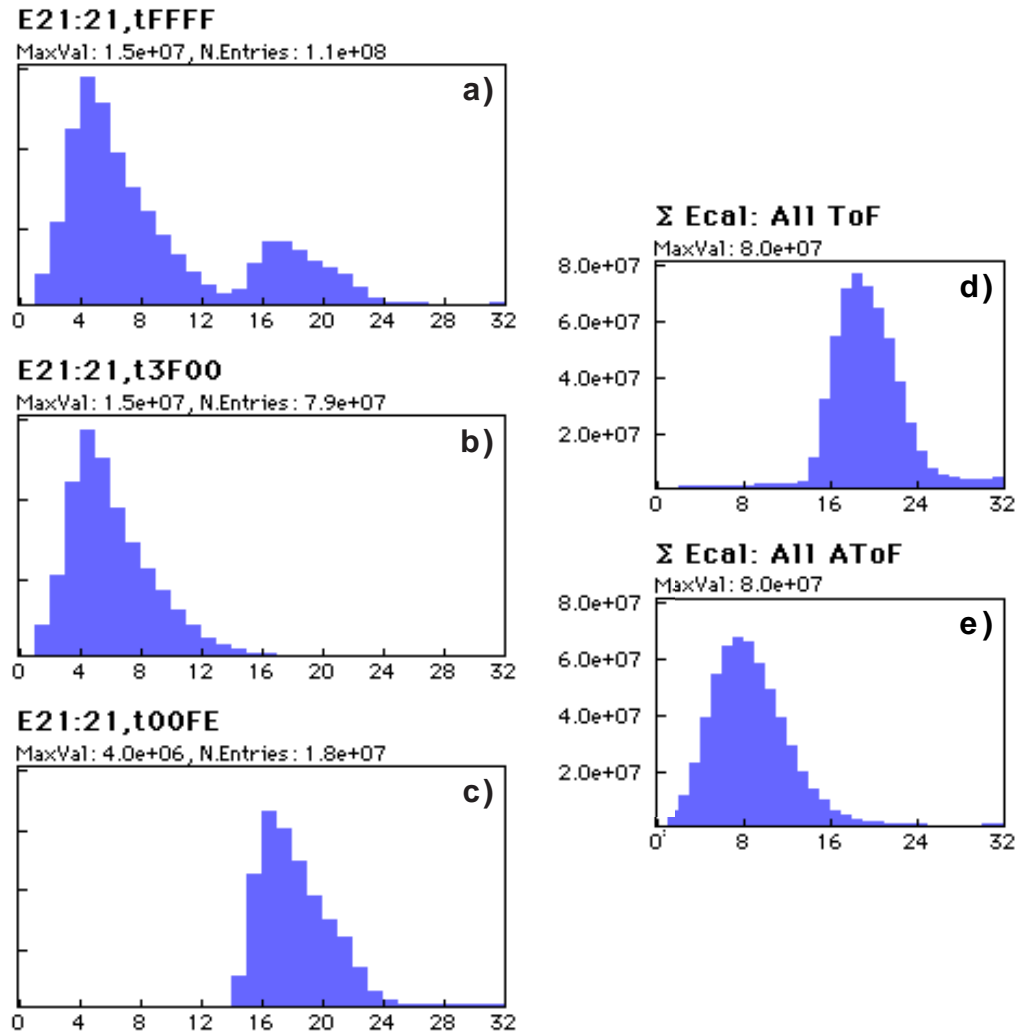 E21:21,tFFFF
MaxVal: 1.5e+07, N.Entries: 1.1e+08
a)
0 4 8 12 16 20 24 28 32
E21:21,t3F00
MaxVal: 1.5e+07, N.Entries: 7.9e+07
b)
0 4 8 12 16 20 24 28 32
E21:21,t00FE
MaxVal: 4.0e+06, N.Entries: 1.8e+07
c)
0 4 8 12 16 20 24 28 32
Σ Ecal: All ToF
MaxVal: 8.0e+07
8.0e+07
d)
6.0e+07
4.0e+07
2.0e+07
0 8 16 24 32
Σ Ecal: All AToF
MaxVal: 8.0e+07
8.0e+07
e)
6.0e+07
4.0e+07
2.0e+07
0 8 16 24 32